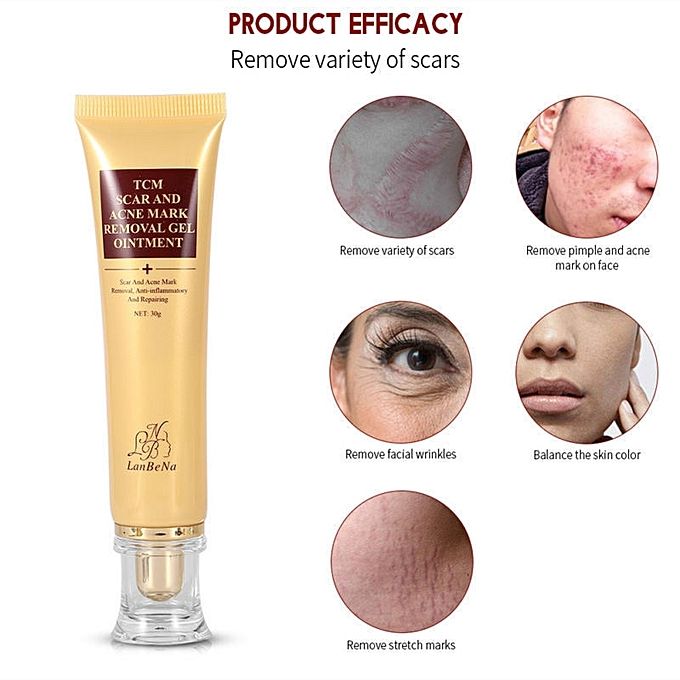 PRODUCT EFFICACY
Remove variety of scars
TCM
SCAR AND
ACNE MARK
REMOVAL GEL
OINTMENT
Scar And Acne Mark
Removal, Anti-inflammatory
And Repairing
NET: 30g
LNB
LanBeNa
Remove variety of scars
Remove pimple and acne
mark on face
Remove facial wrinkles
Balance the skin color
Remove stretch marks